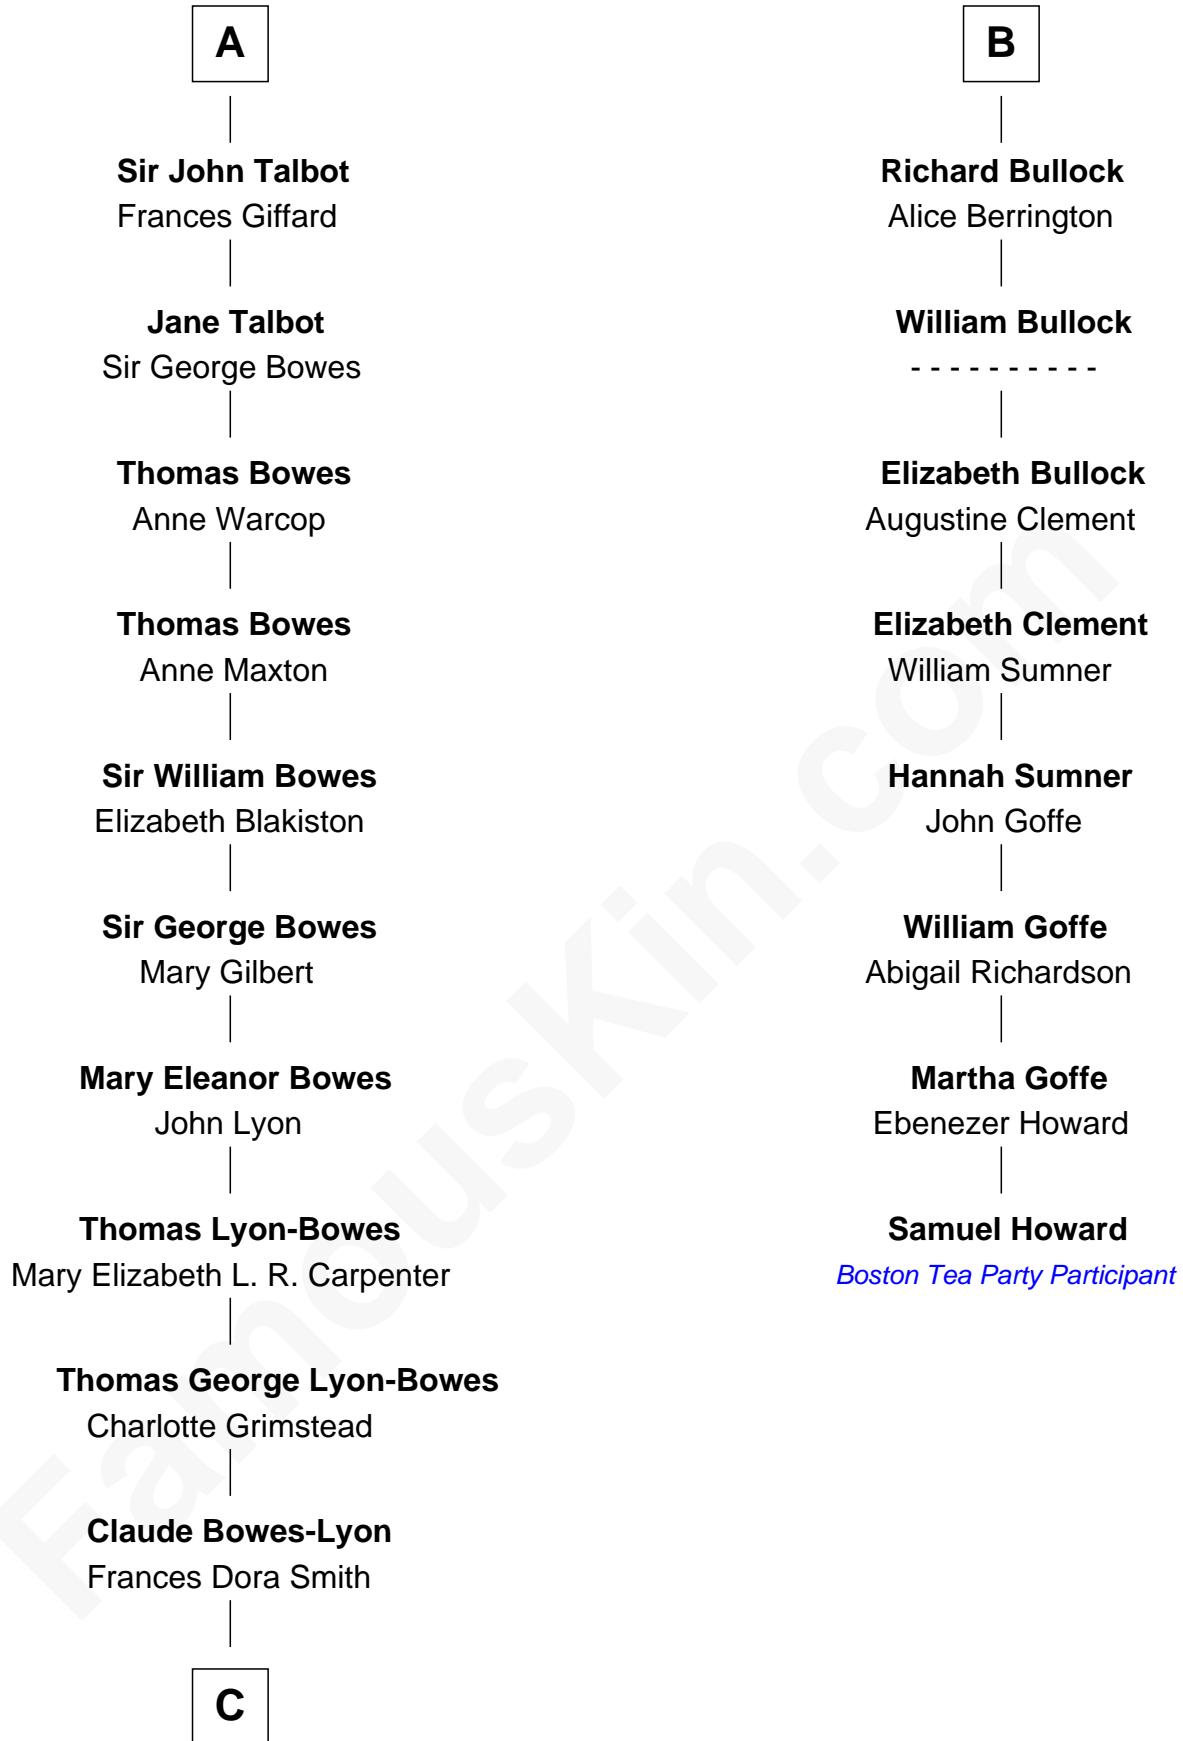 A
Sir John Talbot
Frances Giffard
Jane Talbot
Sir George Bowes
Thomas Bowes
Anne Warcop
Thomas Bowes
Anne Maxton
Sir William Bowes
Elizabeth Blakiston
Sir George Bowes
Mary Gilbert
Mary Eleanor Bowes
John Lyon
Thomas Lyon-Bowes
Mary Elizabeth L. R. Carpenter
Thomas George Lyon-Bowes
Charlotte Grimstead
Claude Bowes-Lyon
Frances Dora Smith
C
B
Richard Bullock
Alice Berrington
William Bullock
- - - - - - - - - -
Elizabeth Bullock
Augustine Clement
Elizabeth Clement
William Sumner
Hannah Sumner
John Goffe
William Goffe
Abigail Richardson
Martha Goffe
Ebenezer Howard
Samuel Howard
Boston Tea Party Participant
FamousKin.com